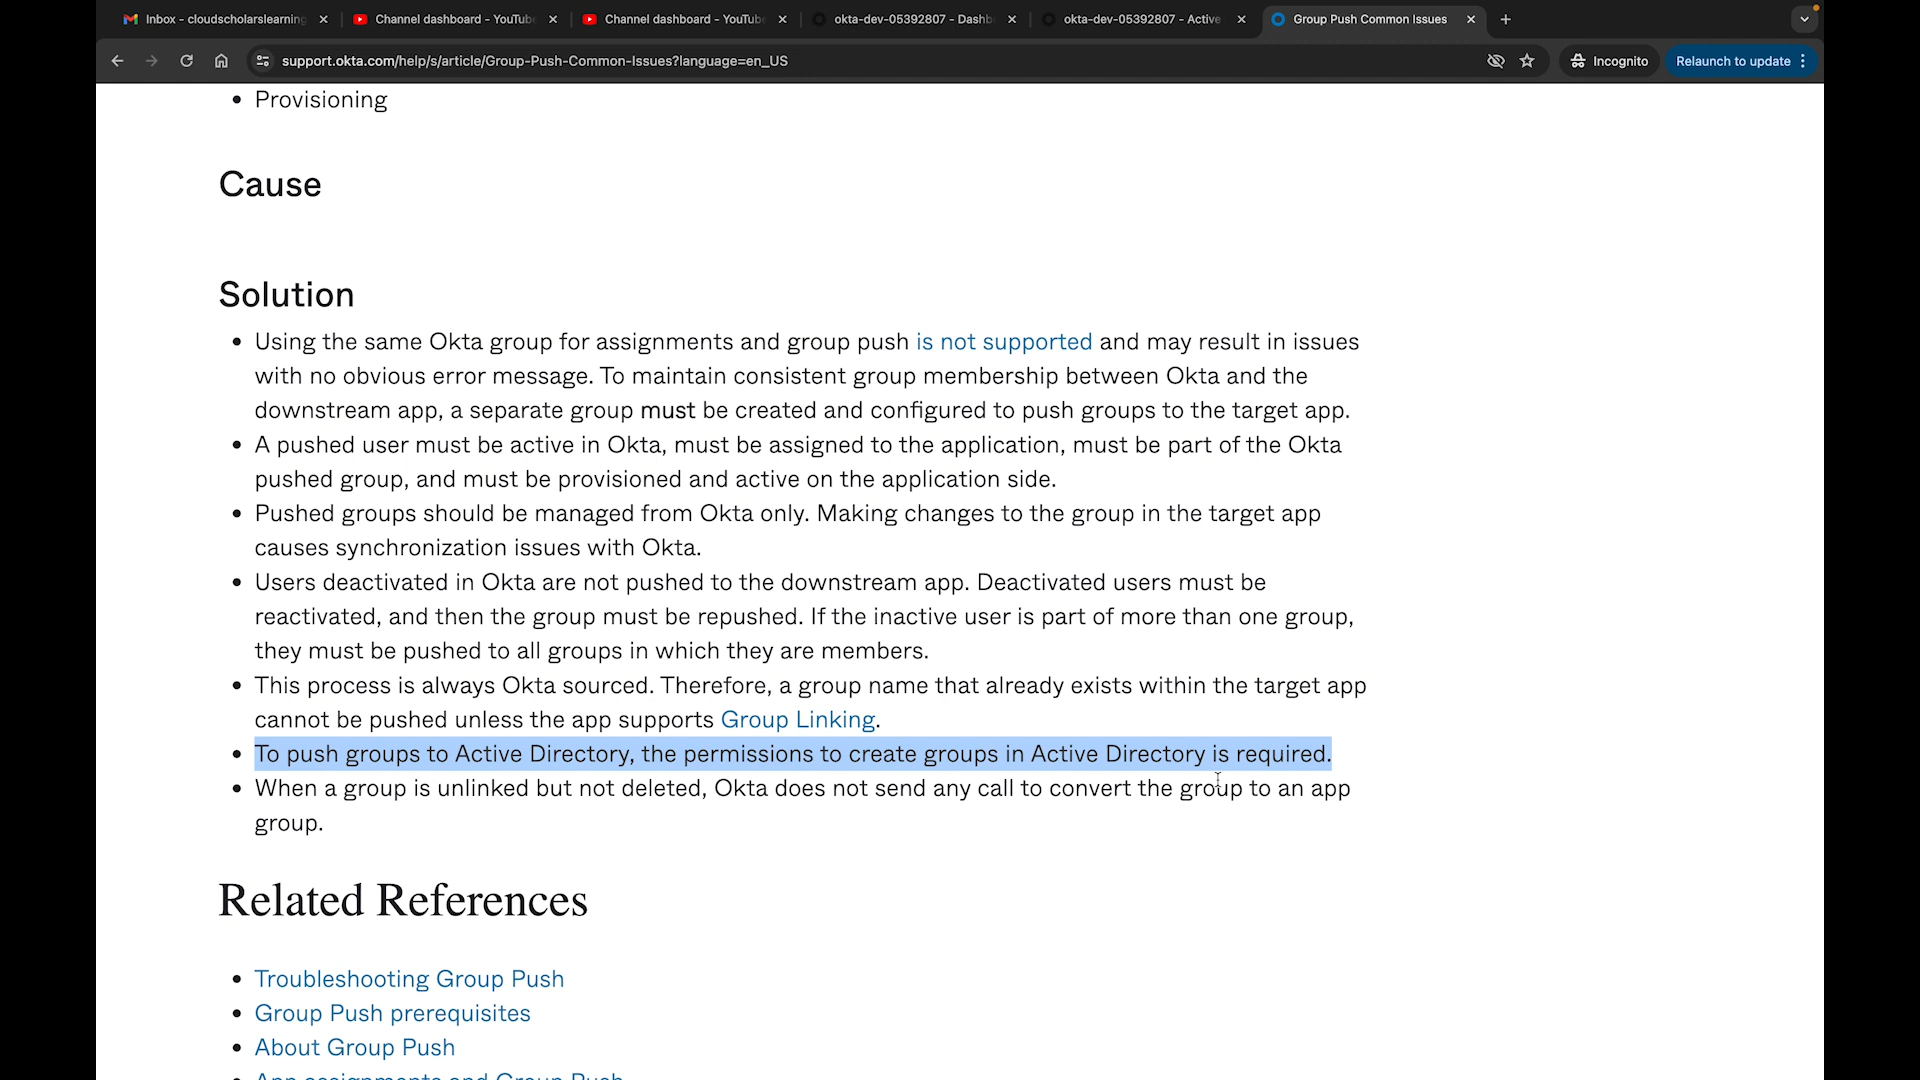 Inbox - cloudscholarslearning
Channel dashboard - YouTube
Channel dashboard - YouTube
okta-dev-05392807 - Dashb
okta-dev-05392807 - Active
Group Push Common Issues
support.okta.com/help/s/article/Group-Push-Common-Issues?language=en_US
Incognito
Relaunch to update
• Provisioning
Cause
Solution
• Using the same Okta group for assignments and group push is not supported and may result in issues
with no obvious error message. To maintain consistent group membership between Okta and the
downstream app, a separate group must be created and configured to push groups to the target app.
• A pushed user must be active in Okta, must be assigned to the application, must be part of the Okta
pushed group, and must be provisioned and active on the application side.
• Pushed groups should be managed from Okta only. Making changes to the group in the target app
causes synchronization issues with Okta.
• Users deactivated in Okta are not pushed to the downstream app. Deactivated users must be
reactivated, and then the group must be repushed. If the inactive user is part of more than one group,
they must be pushed to all groups in which they are members.
• This process is always Okta sourced. Therefore, a group name that already exists within the target app
cannot be pushed unless the app supports Group Linking.
• To push groups to Active Directory, the permissions to create groups in Active Directory is required.
• When a group is unlinked but not deleted, Okta does not send any call to convert the group to an app
group.
Related References
• Troubleshooting Group Push
• Group Push prerequisites
• About Group Push
• App assignments and Group Push